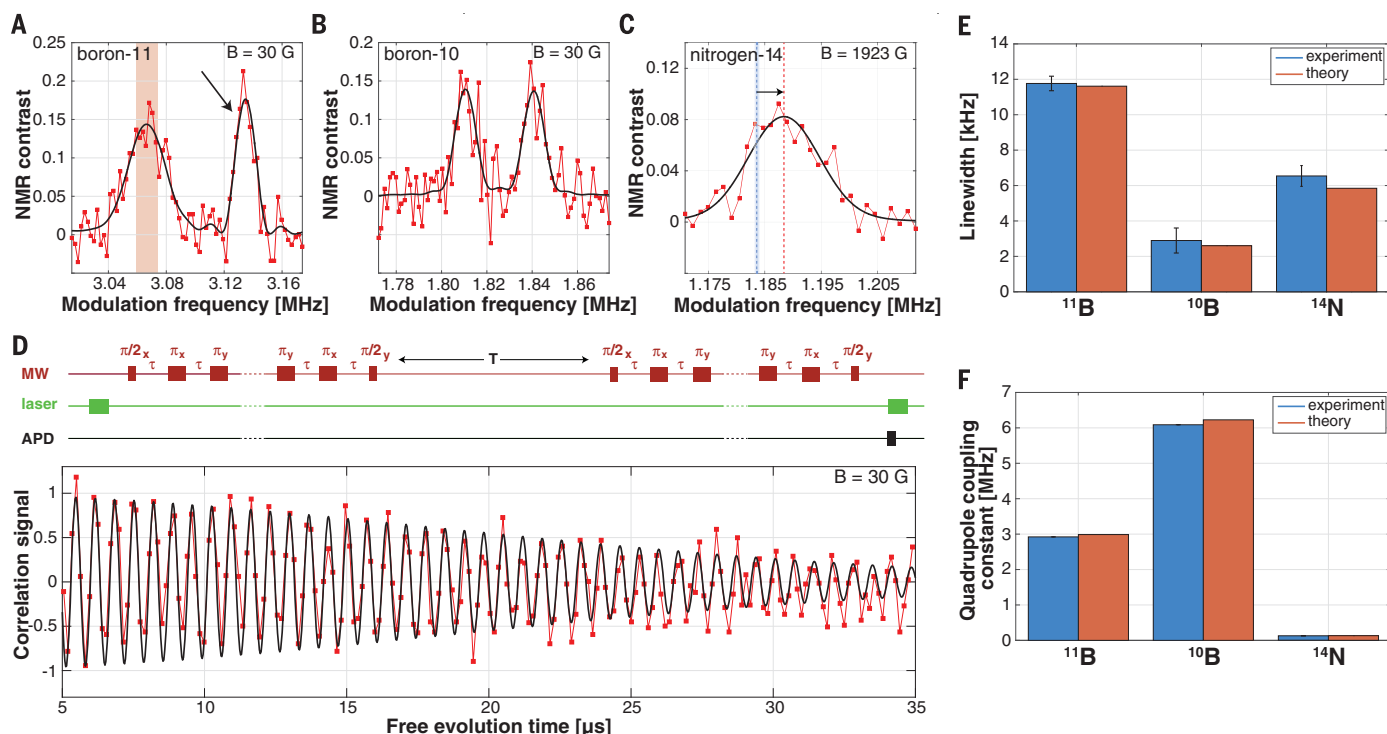 A
boron-11
B = 30 G
0.25
0.2
0.15
0.1
0.05
0
NMR contrast
3.04
3.08
3.12
3.16
Modulation frequency [MHz]
B
boron-10
B = 30 G
0.2
0.15
0.1
0.05
0
NMR contrast
1.78
1.80
1.82
1.84
1.86
Modulation frequency [MHz]
C
nitrogen-14
B = 1923 G
0.12
0.08
0.04
0
NMR contrast
1.175
1.185
1.195
1.205
Modulation frequency [MHz]
D
π/2x τ πx τ πy πy τ πx τ π/2y T π/2x τ πx τ πy πy τ πx τ π/2y
MW
laser
APD
B = 30 G
1
0.5
0
-0.5
-1
Correlation signal
5 10 15 20 25 30 35
Free evolution time [μs]
E
experiment
theory
14
12
10
8
6
4
2
0
Linewidth [kHz]
¹¹B ¹⁰B ¹⁴N
F
experiment
theory
7
6
5
4
3
2
1
0
Quadrupole coupling
constant [MHz]
¹¹B ¹⁰B ¹⁴N